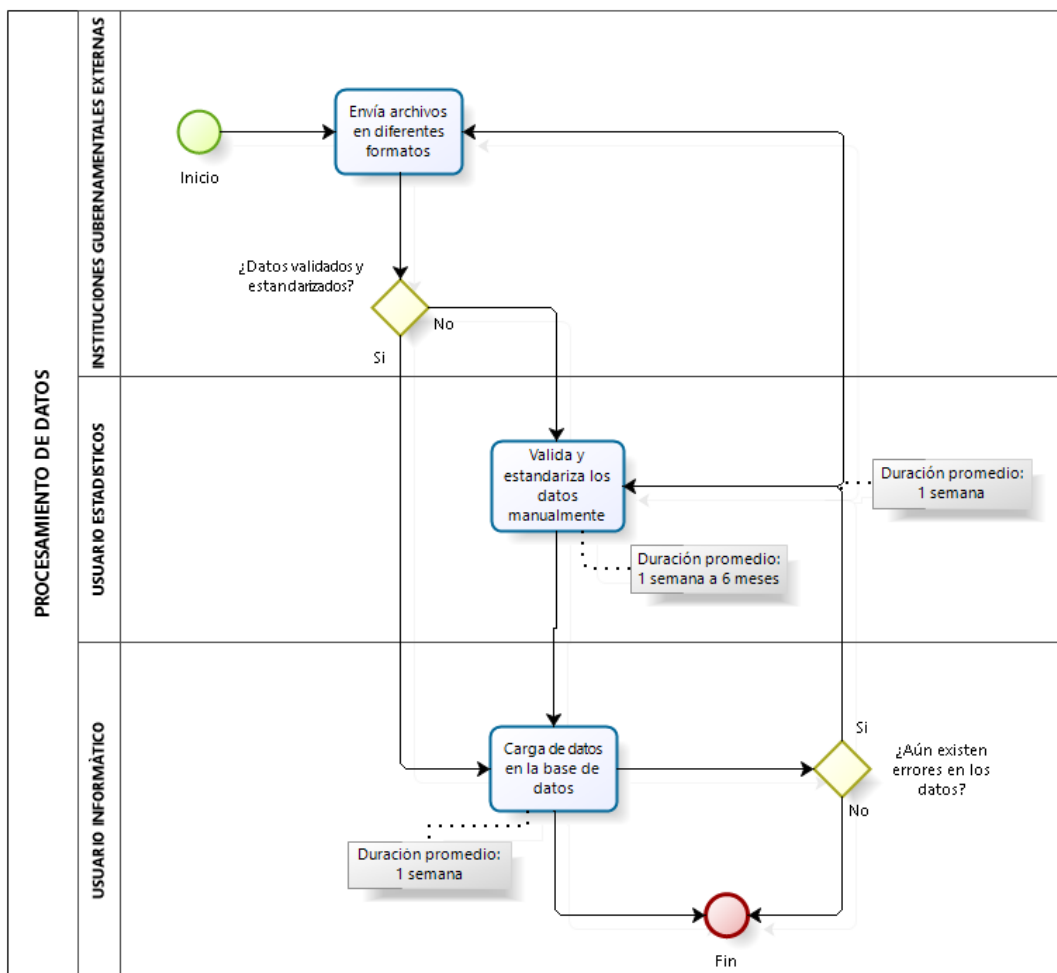 PROCESAMIENTO DE DATOS
INSTITUCIONES GUBERNAMENTALES EXTERNAS
Envía archivos
en diferentes
formatos
Inicio
¿Datos validados y
estandarizados?
No
Si
USUARIO ESTADISTICOS
Valida y
estandariza los
datos
manualmente
Duración promedio:
1 semana
Duración promedio:
1 semana a 6 meses
USUARIO INFORMÀTICO
Carga de datos
en la base de
datos
Si
¿Aún existen
errores en los
datos?
No
Duración promedio:
1 semana
Fin